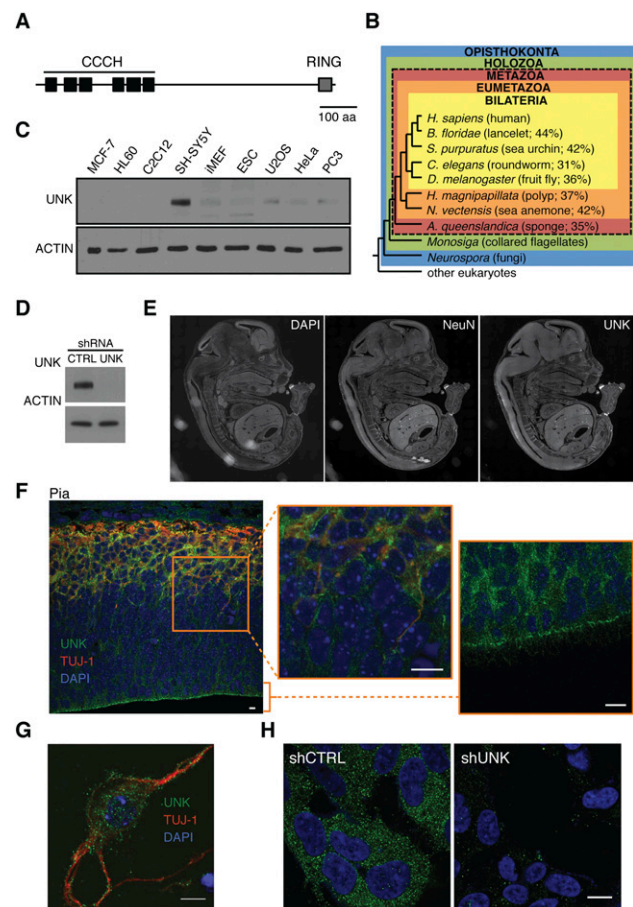 A
CCCH
RING
100 aa
B
OPISTHOKONTA
HOLOZOA
METAZOA
EUMETAZOA
BILATERIA
H. sapiens (human)
B. floridae (lancelet; 44%)
S. purpuratus (sea urchin; 42%)
C. elegans (roundworm; 31%)
D. melanogaster (fruit fly; 36%)
H. magnipapillata (polyp; 37%)
N. vectensis (sea anemone; 42%)
A. queenslandica (sponge; 35%)
Monosiga (collared flagellates)
Neurospora (fungi)
other eukaryotes
C
MCF-7 HL60 C2C12 SH-SY5Y iMEF ESC U2OS HeLa PC3
UNK
ACTIN
D
shRNA
CTRL UNK
UNK
ACTIN
E
DAPI NeuN UNK
F
Pia
UNK
TUJ-1
DAPI
G
UNK
TUJ-1
DAPI
H
shCTRL shUNK